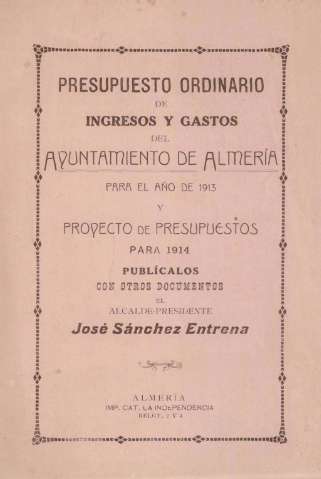 PRESUPUESTO ORDINARIO
DE
INGRESOS Y GASTOS
DEL
AYUNTAMIENTO DE ALMERÍA
PARA EL AÑO DE 1913
Y
PROYECTO DE PRESUPUESTOS
PARA 1914
PUBLÍCALOS
CON OTROS DOCUMENTOS
EL
ALCALDE-PRESIDENTE
José Sánchez Entrena
ALMERÍA
IMP. CAT. LA INDEPENDENCIA